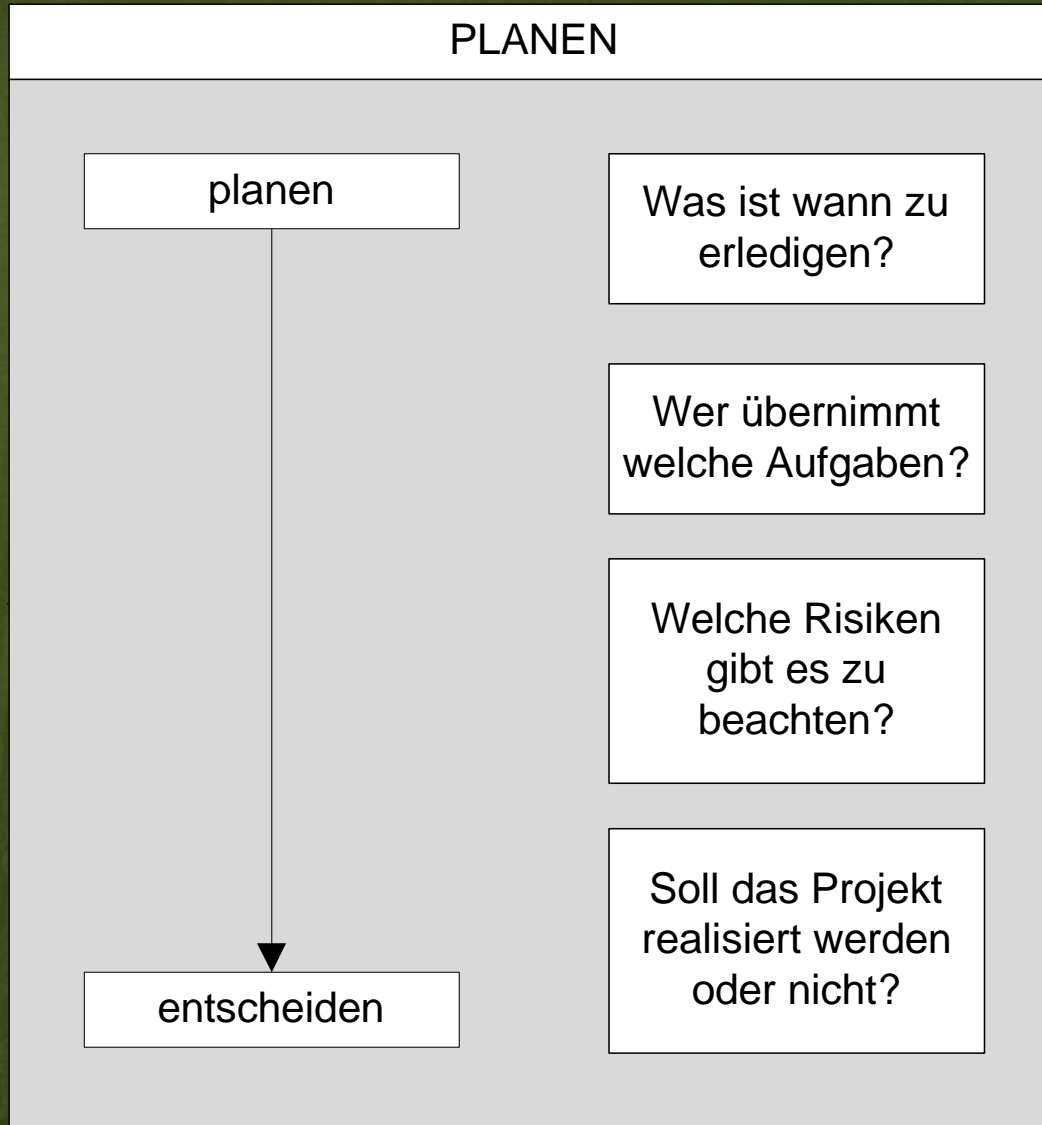 PLANEN
planen
Was ist wann zu
erledigen?
Wer übernimmt
welche Aufgaben?
Welche Risiken
gibt es zu
beachten?
Soll das Projekt
realisiert werden
oder nicht?
entscheiden